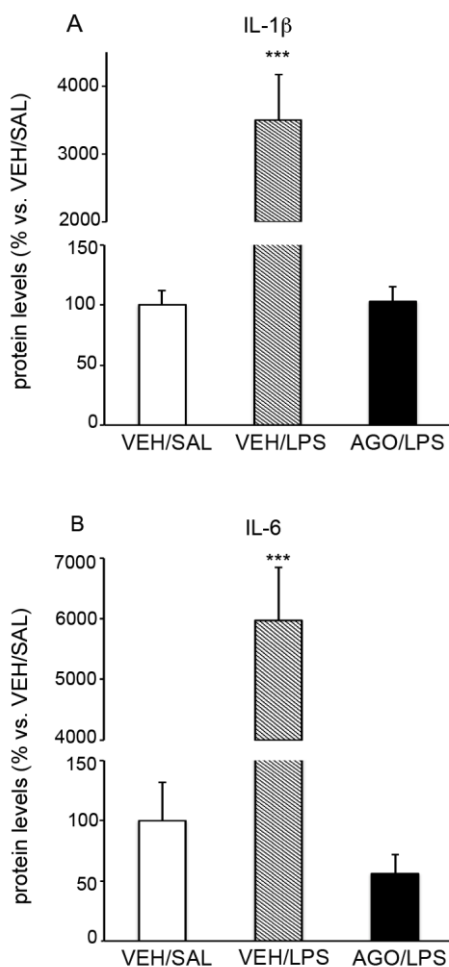 A
IL-1β
protein levels (% vs. VEH/SAL)
***
4000
3000
2000
150
100
50
0
VEH/SAL VEH/LPS AGO/LPS
B
IL-6
protein levels (% vs. VEH/SAL)
***
7000
6000
5000
4000
150
100
50
0
VEH/SAL VEH/LPS AGO/LPS